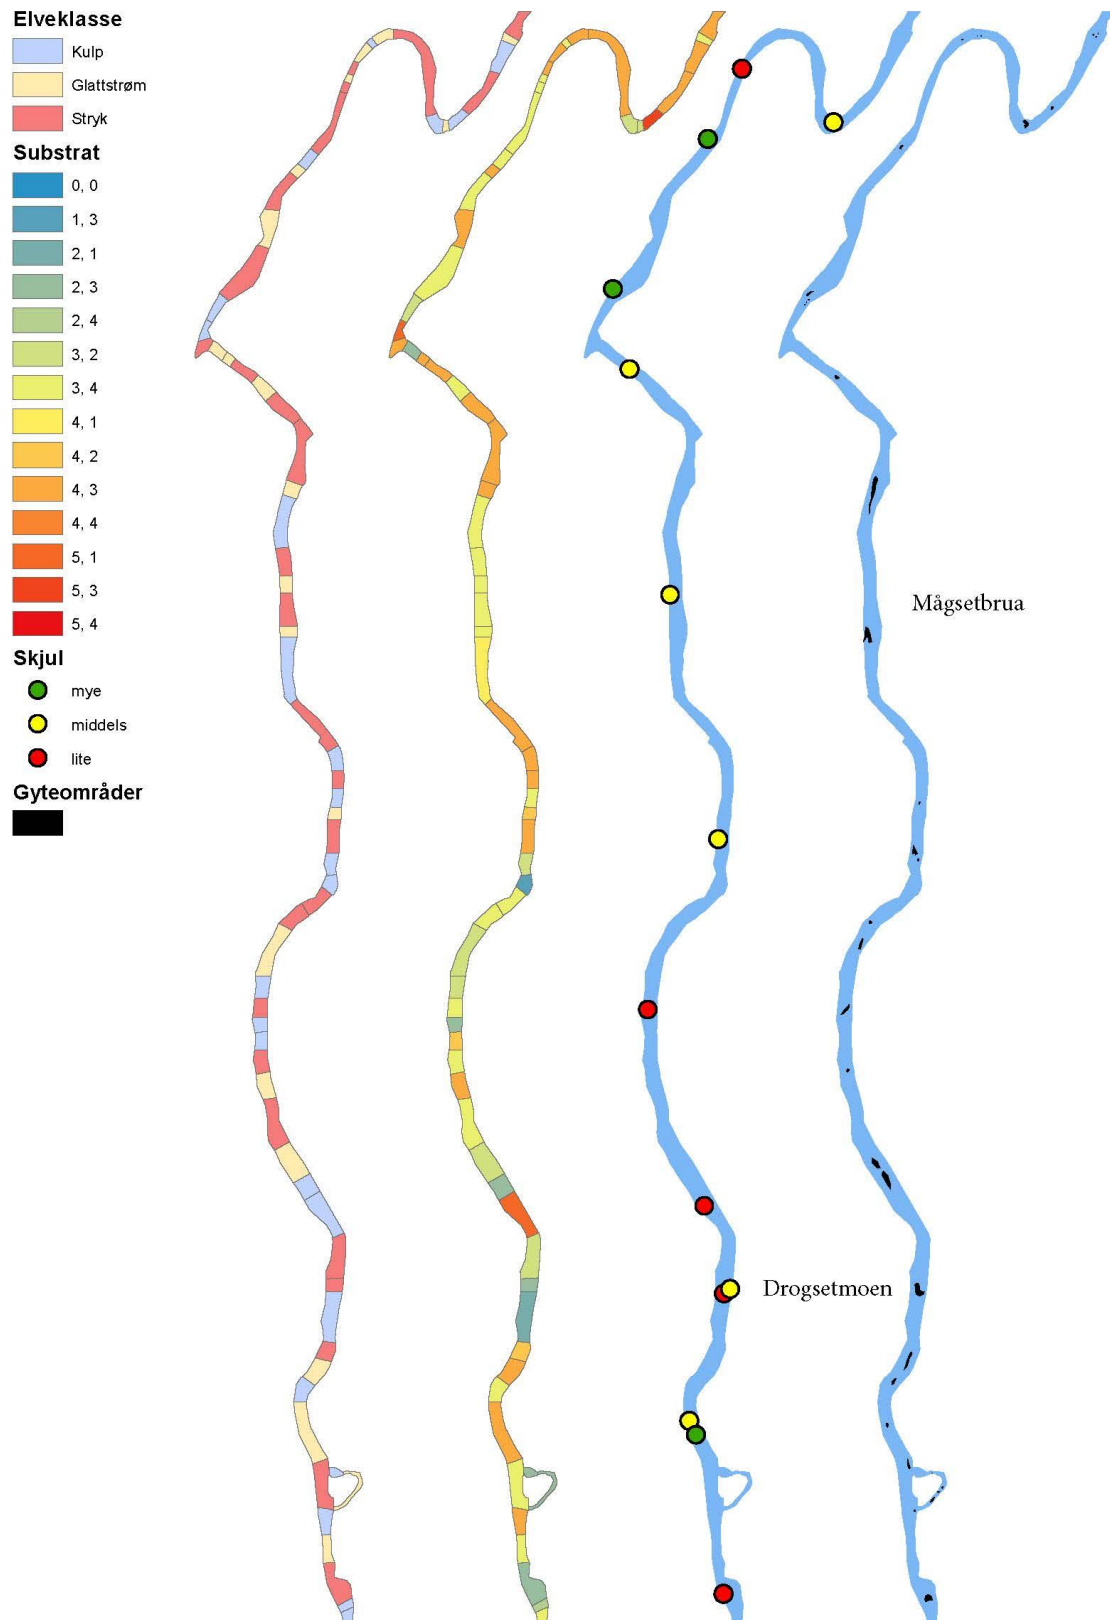 Elveklasse
Kulp
Glattstrøm
Stryk
Substrat
0, 0
1, 3
2, 1
2, 3
2, 4
3, 2
3, 4
4, 1
4, 2
4, 3
4, 4
5, 1
5, 3
5, 4
Skjul
mye
middels
lite
Gyteområder
Mågsetbrua
Drogsetmoen